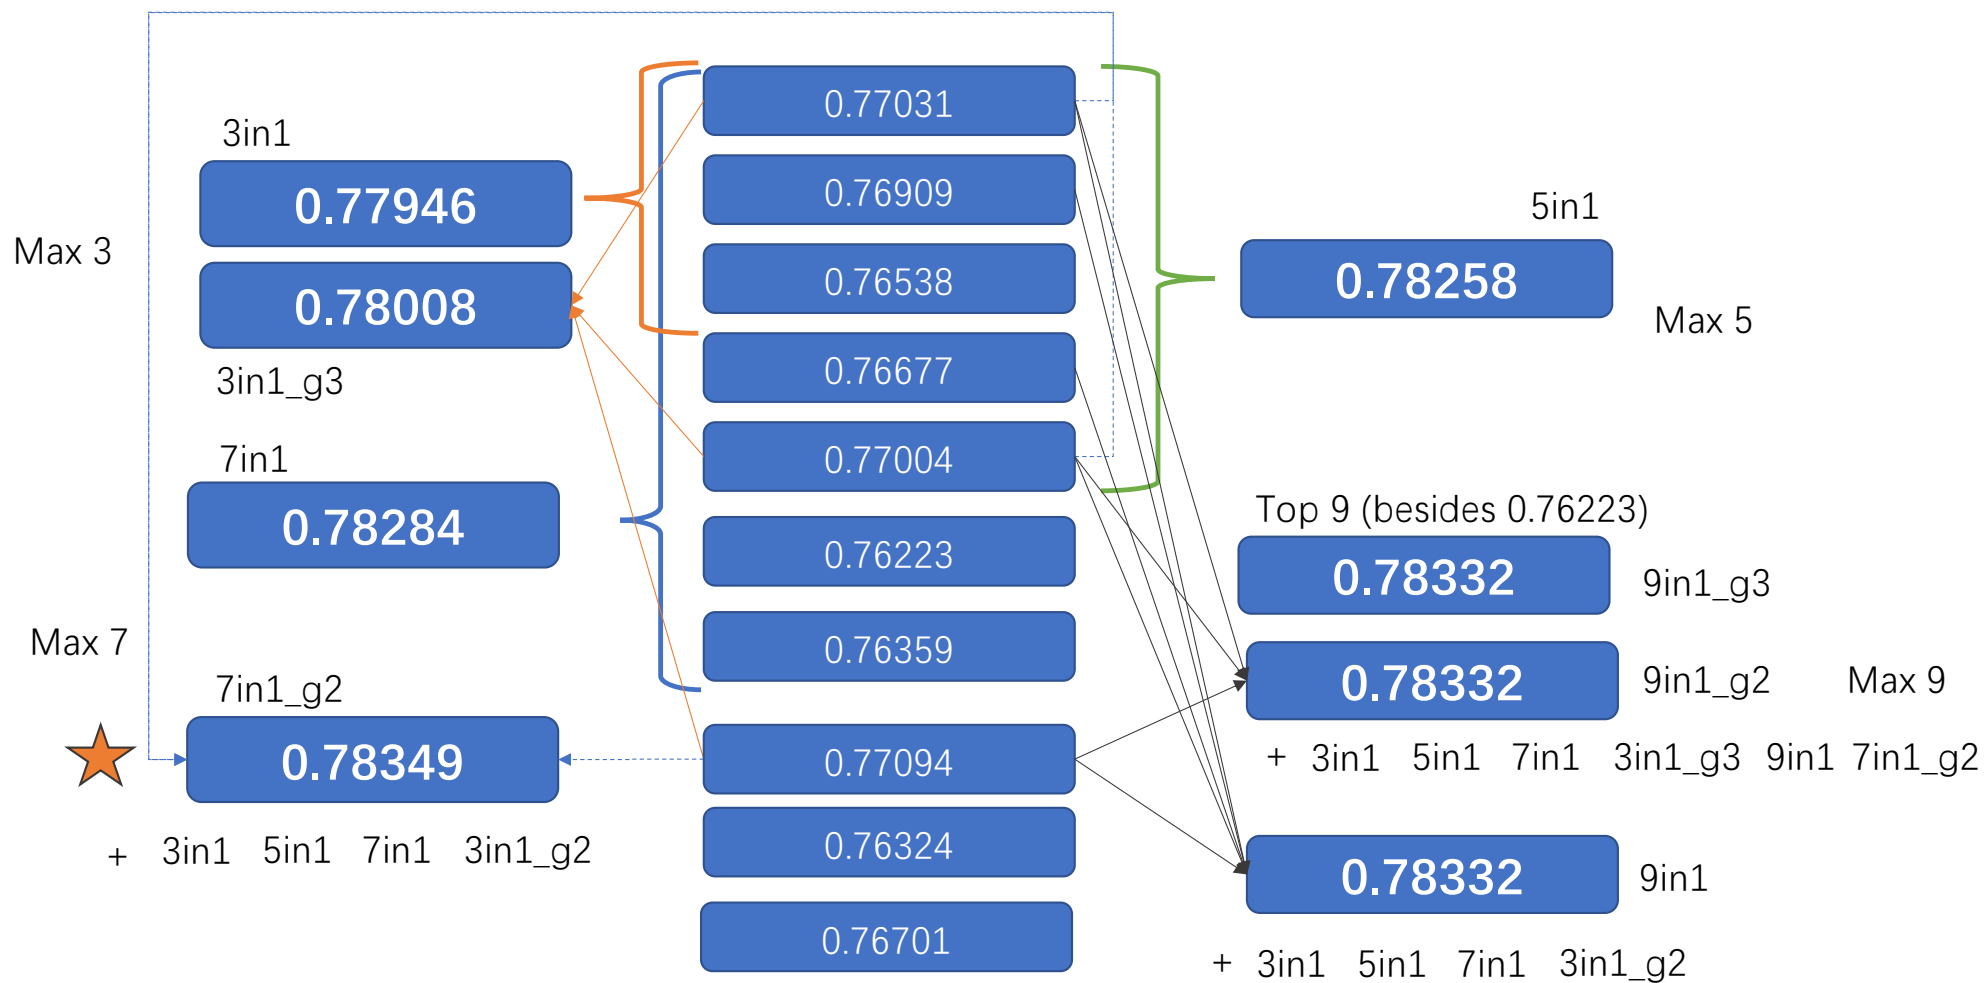 3in1
0.77946
Max 3
0.78008
3in1_g3
7in1
0.78284
Max 7
7in1_g2
0.78349
+ 3in1 5in1 7in1 3in1_g2
0.77031
0.76909
0.76538
0.76677
0.77004
0.76223
0.76359
0.77094
0.76324
0.76701
5in1
0.78258
Max 5
Top 9 (besides 0.76223)
0.78332
9in1_g3
0.78332
9in1_g2
Max 9
+ 3in1 5in1 7in1 3in1_g3 9in1 7in1_g2
0.78332
9in1
+ 3in1 5in1 7in1 3in1_g2